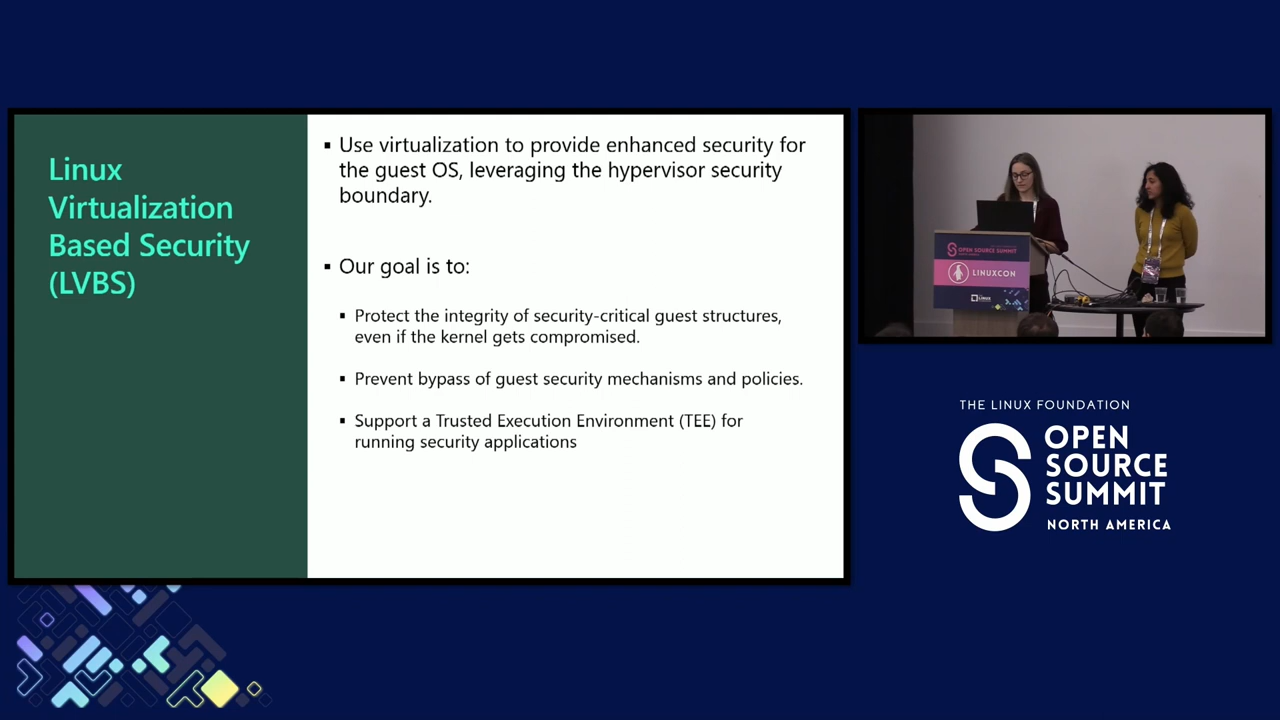 Linux
Virtualization
Based Security
(LVBS)
▪ Use virtualization to provide enhanced security for
the guest OS, leveraging the hypervisor security
boundary.
▪ Our goal is to:
▪ Protect the integrity of security-critical guest structures,
even if the kernel gets compromised.
▪ Prevent bypass of guest security mechanisms and policies.
▪ Support a Trusted Execution Environment (TEE) for
running security applications
OPEN SOURCE SUMMIT
LINUXCON
THE LINUX FOUNDATION
OPEN
SOURCE
SUMMIT
NORTH AMERICA